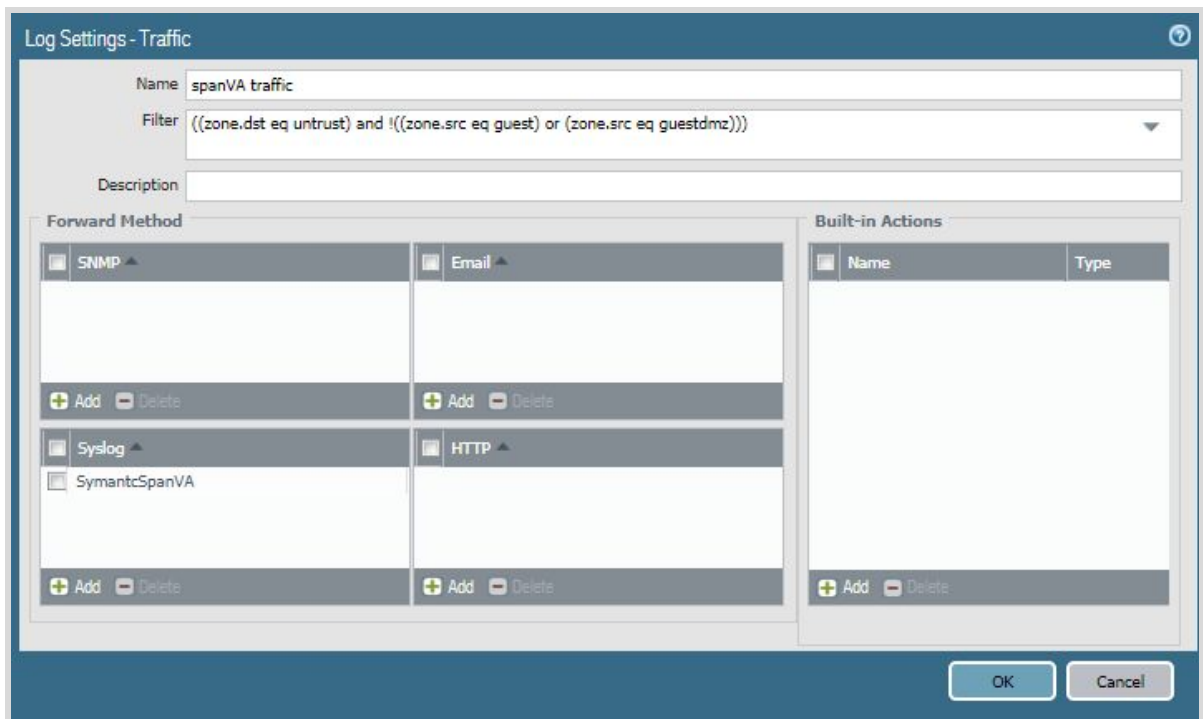 Log Settings - Traffic
Name spanVA traffic
Filter ((zone.dst eq untrust) and !((zone.src eq guest) or (zone.src eq guestdmz)))
Description
Forward Method
Built-in Actions
SNMP
Email
Name Type
Add Delete
Add Delete
Syslog
HTTP
SymantcSpanVA
Add Delete
Add Delete
Add Delete
OK Cancel